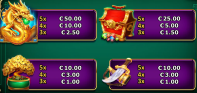 5x €50.00
4x €10.00
3x €2.50
5x €25.00
4x €5.00
3x €1.50
5x €10.00
4x €3.00
3x €1.00
5x €10.00
4x €3.00
3x €1.00